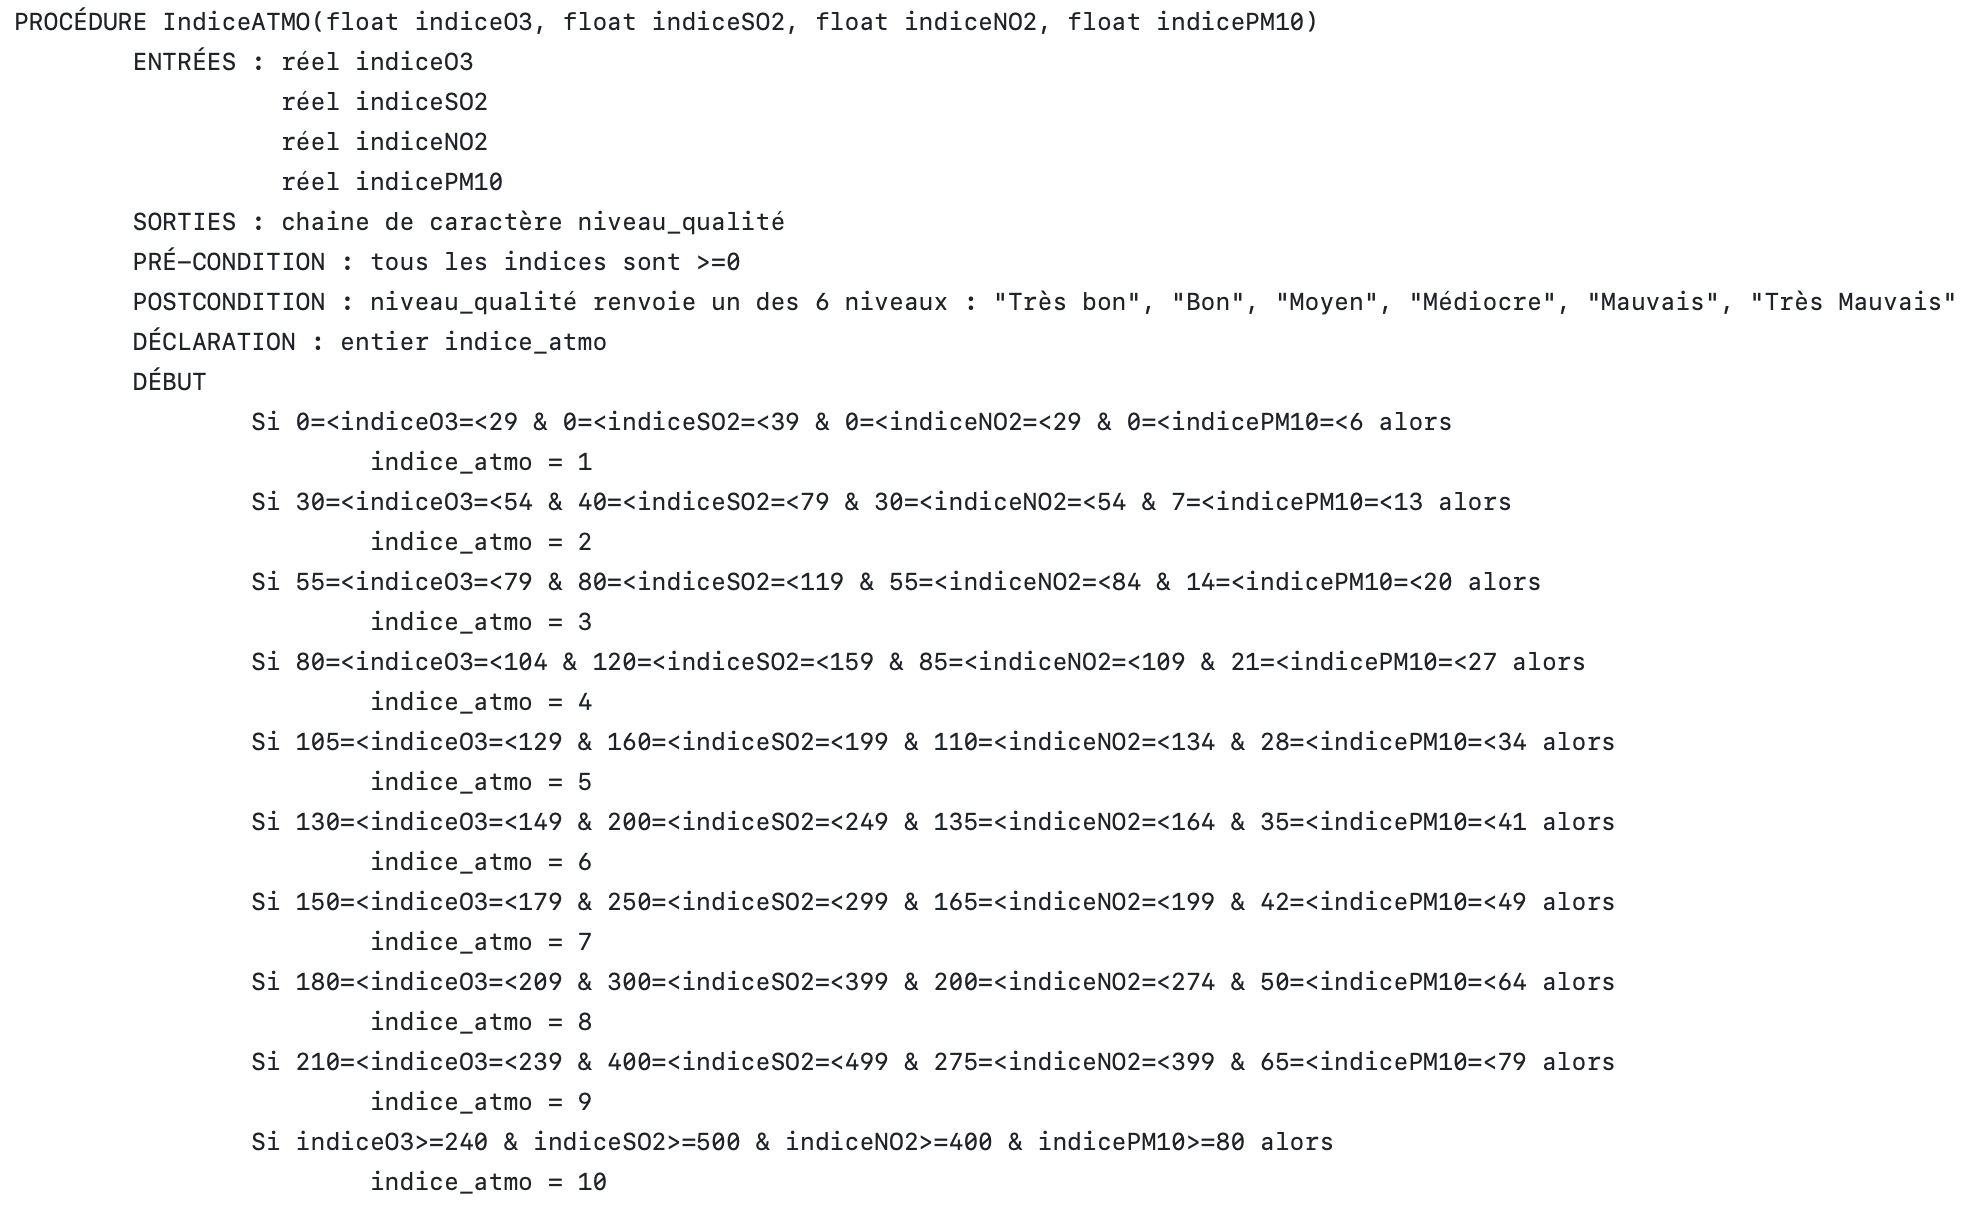 PROCÉDURE IndiceATMO(float indiceO3, float indiceSO2, float indiceNO2, float indicePM10)
ENTRÉES : réel indiceO3
réel indiceSO2
réel indiceNO2
réel indicePM10
SORTIES : chaine de caractère niveau_qualité
PRÉ-CONDITION : tous les indices sont >=0
POSTCONDITION : niveau_qualité renvoie un des 6 niveaux : "Très bon", "Bon", "Moyen", "Médiocre", "Mauvais", "Très Mauvais"
DÉCLARATION : entier indice_atmo
DÉBUT
Si 0=<indiceO3=<29 & 0=<indiceSO2=<39 & 0=<indiceNO2=<29 & 0=<indicePM10=<6 alors
indice_atmo = 1
Si 30=<indiceO3=<54 & 40=<indiceSO2=<79 & 30=<indiceNO2=<54 & 7=<indicePM10=<13 alors
indice_atmo = 2
Si 55=<indiceO3=<79 & 80=<indiceSO2=<119 & 55=<indiceNO2=<84 & 14=<indicePM10=<20 alors
indice_atmo = 3
Si 80=<indiceO3=<104 & 120=<indiceSO2=<159 & 85=<indiceNO2=<109 & 21=<indicePM10=<27 alors
indice_atmo = 4
Si 105=<indiceO3=<129 & 160=<indiceSO2=<199 & 110=<indiceNO2=<134 & 28=<indicePM10=<34 alors
indice_atmo = 5
Si 130=<indiceO3=<149 & 200=<indiceSO2=<249 & 135=<indiceNO2=<164 & 35=<indicePM10=<41 alors
indice_atmo = 6
Si 150=<indiceO3=<179 & 250=<indiceSO2=<299 & 165=<indiceNO2=<199 & 42=<indicePM10=<49 alors
indice_atmo = 7
Si 180=<indiceO3=<209 & 300=<indiceSO2=<399 & 200=<indiceNO2=<274 & 50=<indicePM10=<64 alors
indice_atmo = 8
Si 210=<indiceO3=<239 & 400=<indiceSO2=<499 & 275=<indiceNO2=<399 & 65=<indicePM10=<79 alors
indice_atmo = 9
Si indiceO3>=240 & indiceSO2>=500 & indiceNO2>=400 & indicePM10>=80 alors
indice_atmo = 10